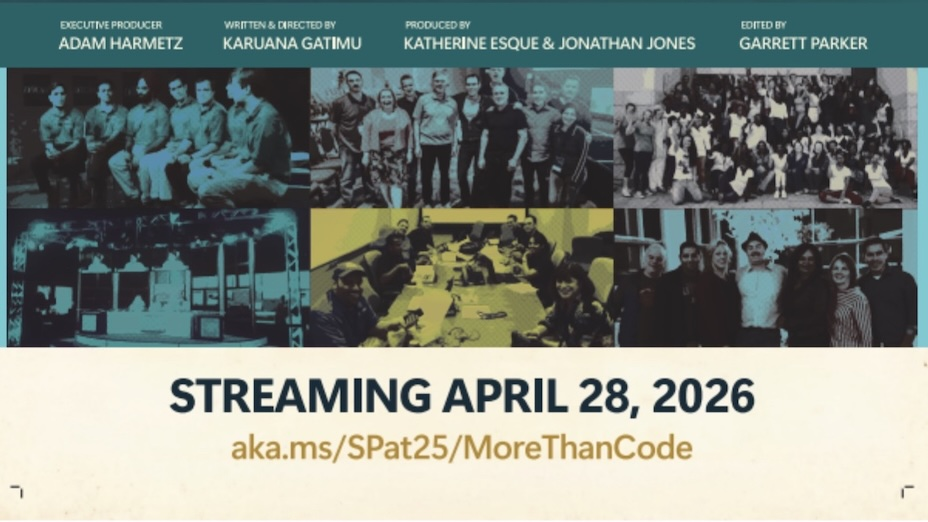 EXECUTIVE PRODUCER
ADAM HARMETZ
WRITTEN & DIRECTED BY
KARUANA GATIMU
PRODUCED BY
KATHERINE ESQUE & JONATHAN JONES
EDITED BY
GARRETT PARKER
STREAMING APRIL 28, 2026
aka.ms/SPat25/MoreThanCode